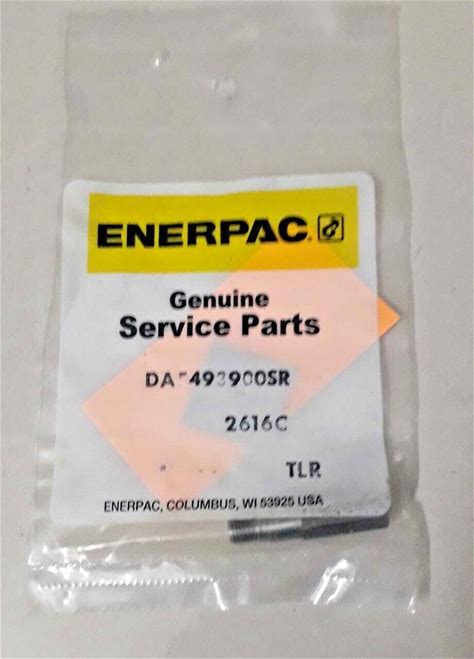 ENERPAC.
Genuine
Service Parts
2616C
TLR
ENERPAC, COLUMBUS, WI 53925 USA